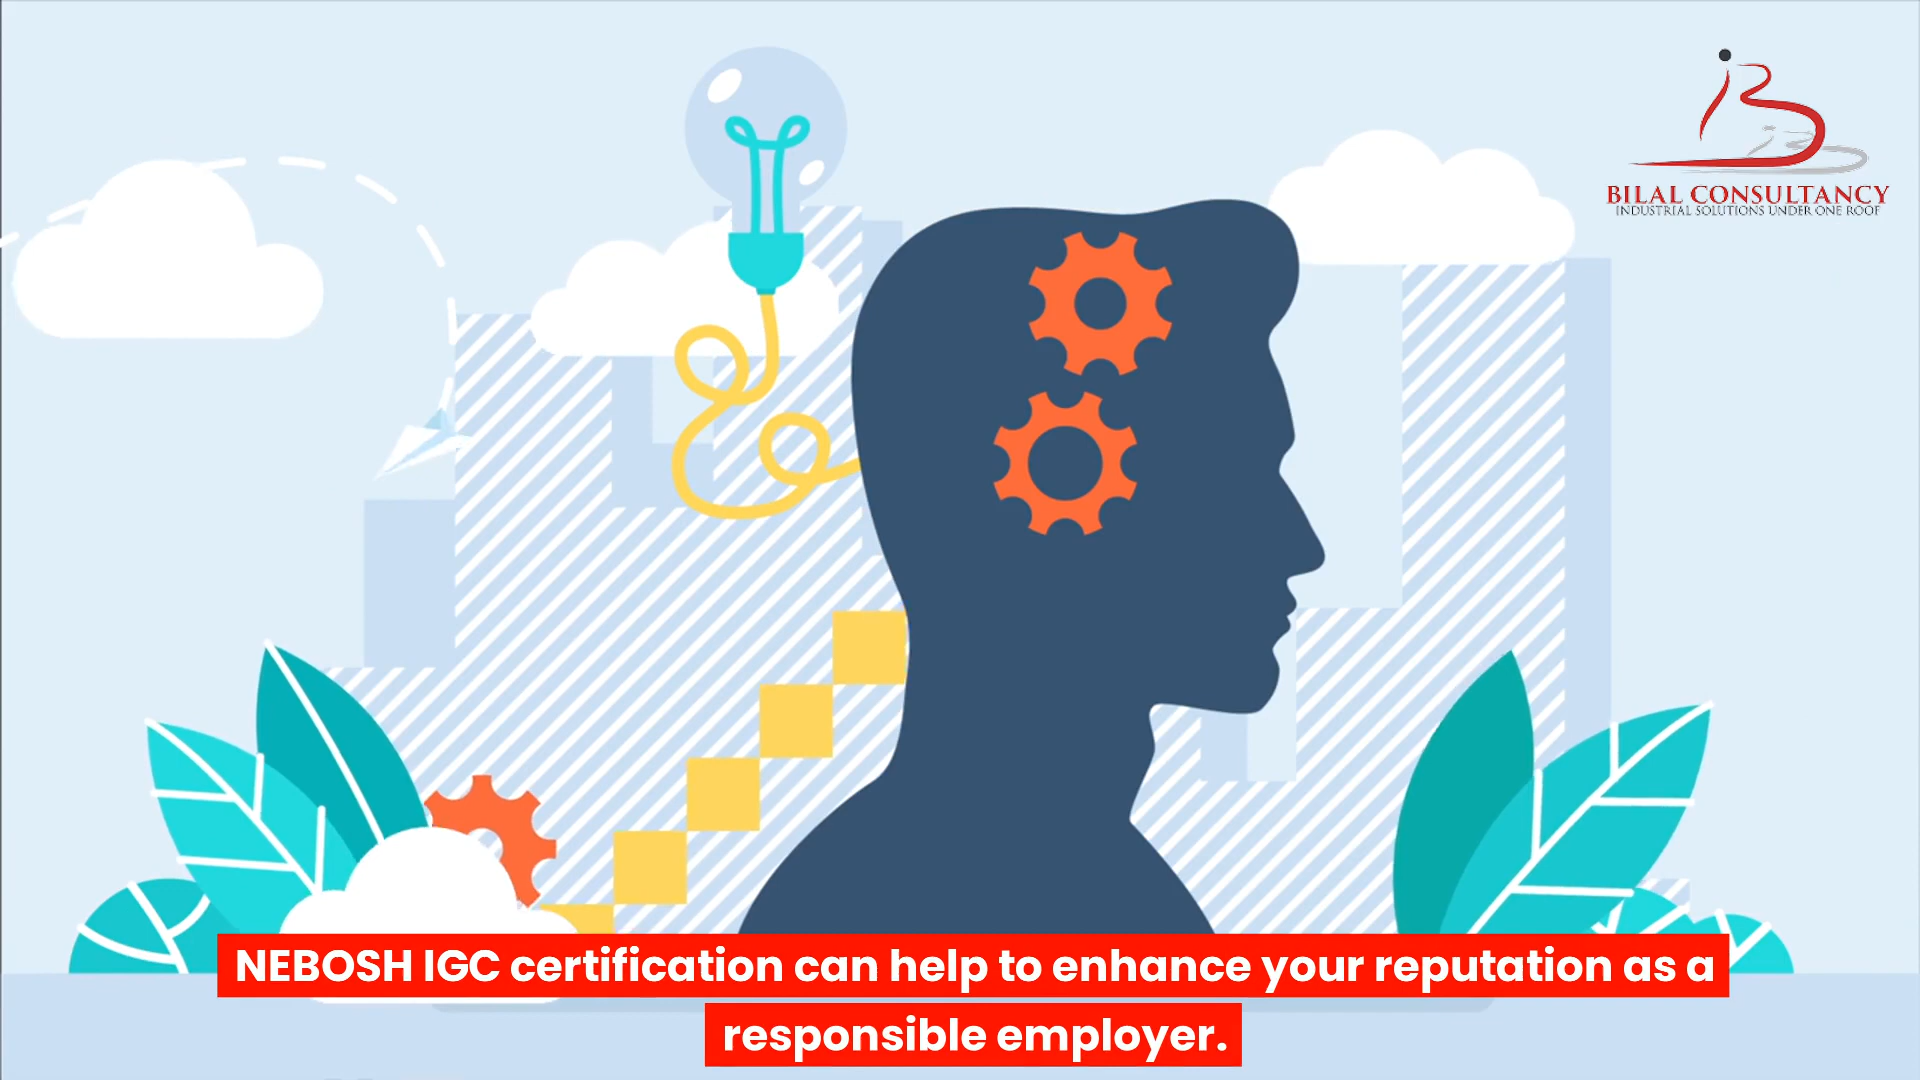 BILAL CONSULTANCY
INDUSTRIAL SOLUTIONS UNDER ONE ROOF
NEBOSH IGC certification can help to enhance your reputation as a
responsible employer.